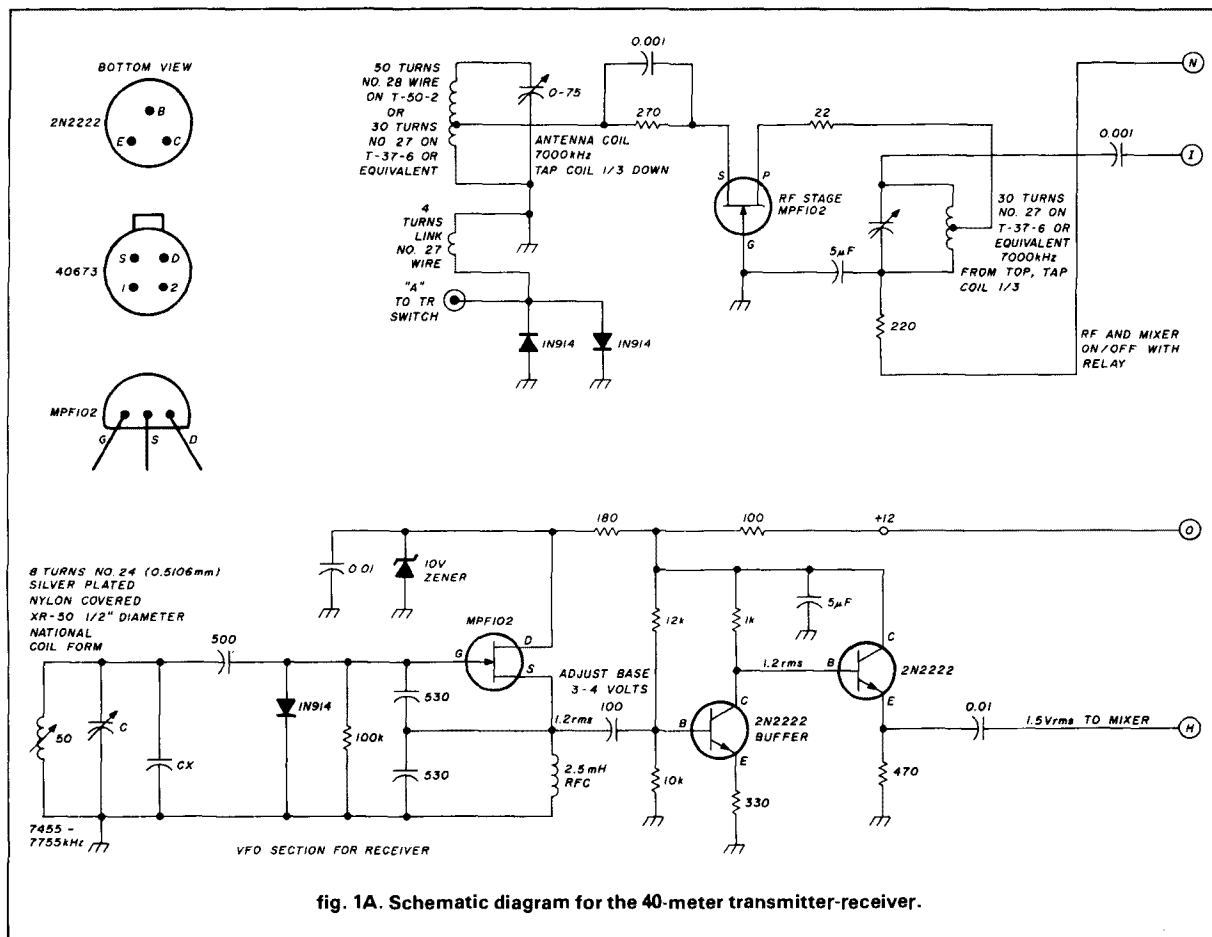 BOTTOM VIEW
2N2222
B
E
C
40673
S
D
1
2
MPF102
G
S
D
50 TURNS
NO. 28 WIRE
ON T-50-2
OR
30 TURNS
NO 27 ON
T-37-6 OR
EQUIVALENT
0-75
ANTENNA COIL
7000kHz
TAP COIL 1/3 DOWN
0.001
270
4
TURNS
LINK
NO. 27
WIRE
"A"
TO TR
SWITCH
1N914
1N914
S
P
G
RF STAGE
MPF102
22
5µF
220
0.001
N
I
30 TURNS
NO. 27 ON
T-37-6 OR
EQUIVALENT
7000kHz
FROM TOP, TAP
COIL 1/3
RF AND MIXER
ON/OFF WITH
RELAY
8 TURNS NO. 24 (0.5106mm)
SILVER PLATED
NYLON COVERED
XR-50 1/2" DIAMETER
NATIONAL
COIL FORM
50
C
CX
7455 -
7755kHz
500
1N914
100k
530
530
0.01
10V
ZENER
MPF102
G
D
S
180
100
+12
O
ADJUST BASE
3-4 VOLTS
1.2rms
100
2.5mH
RFC
12k
10k
1k
5µF
B
C
E
2N2222
BUFFER
330
1.2rms
B
C
E
2N2222
470
0.01
1.5Vrms TO MIXER
H
VFO SECTION FOR RECEIVER
fig. 1A. Schematic diagram for the 40-meter transmitter-receiver.